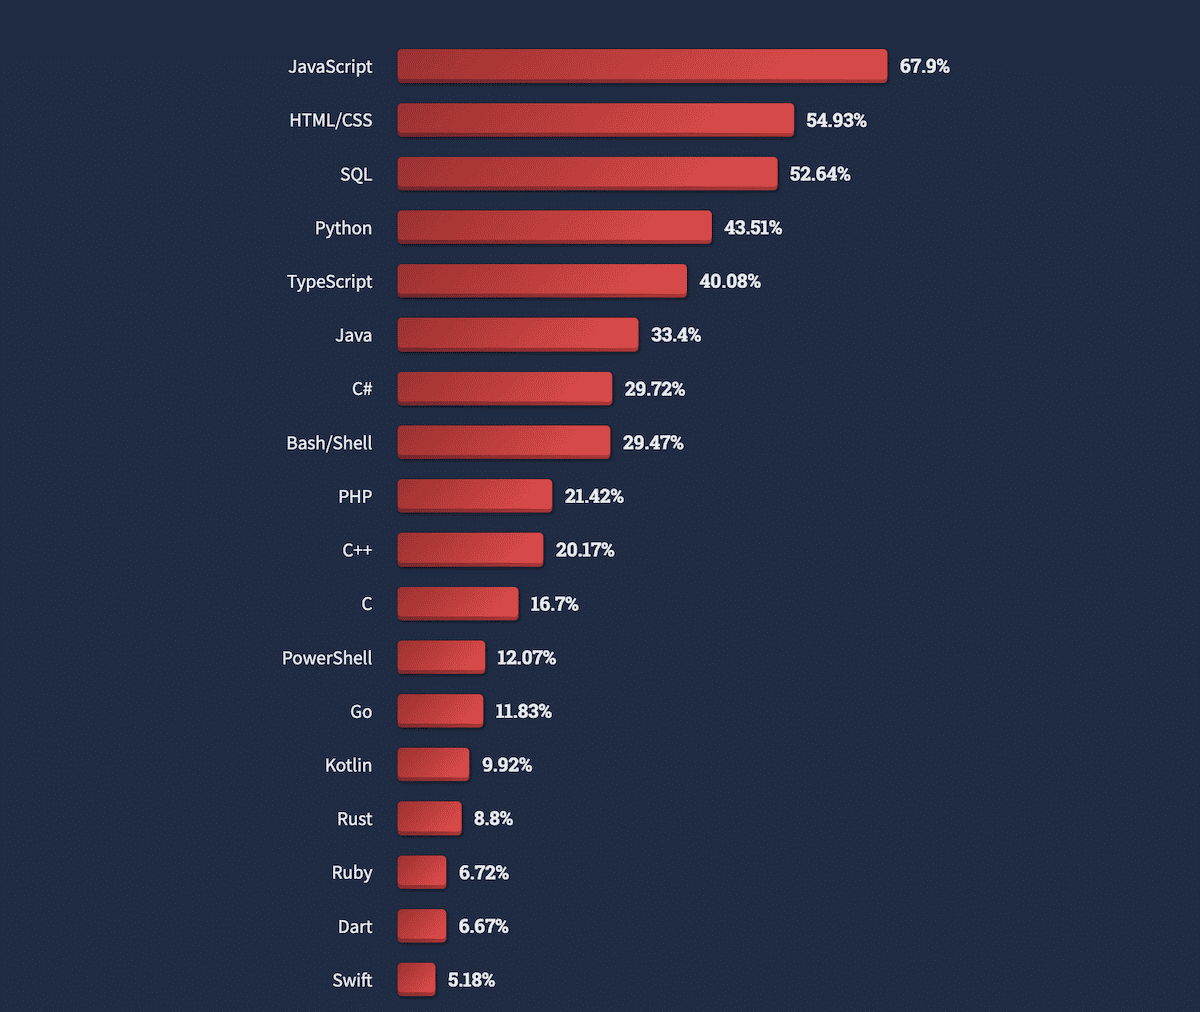 JavaScript 67.9%
HTML/CSS 54.93%
SQL 52.64%
Python 43.51%
TypeScript 40.08%
Java 33.4%
C# 29.72%
Bash/Shell 29.47%
PHP 21.42%
C++ 20.17%
C 16.7%
PowerShell 12.07%
Go 11.83%
Kotlin 9.92%
Rust 8.8%
Ruby 6.72%
Dart 6.67%
Swift 5.18%